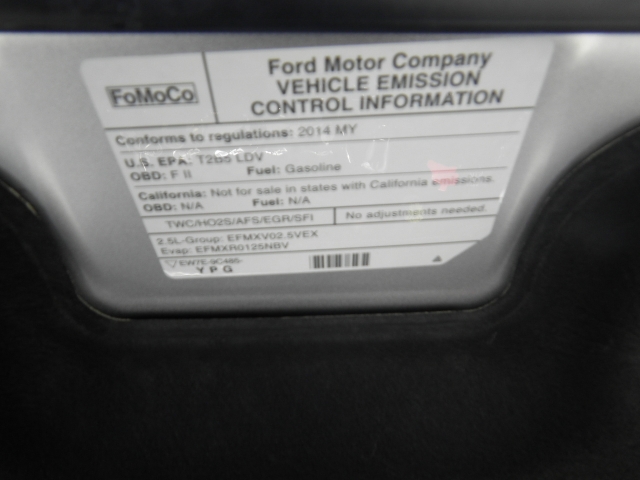 FoMoCo
Ford Motor Company
VEHICLE EMISSION
CONTROL INFORMATION
Conforms to regulations: 2014 MY
U.S. EPA: T2B5 LDV
OBD: F II Fuel: Gasoline
California: Not for sale in states with California emissions.
OBD: N/A Fuel: N/A
TWC/HO2S/AFS/EGR/SFI No adjustments needed.
2.5L-Group: EFMXV02.5VEX
Evap: EFMXR0125NBV
EW7E-9C485-
Y P G